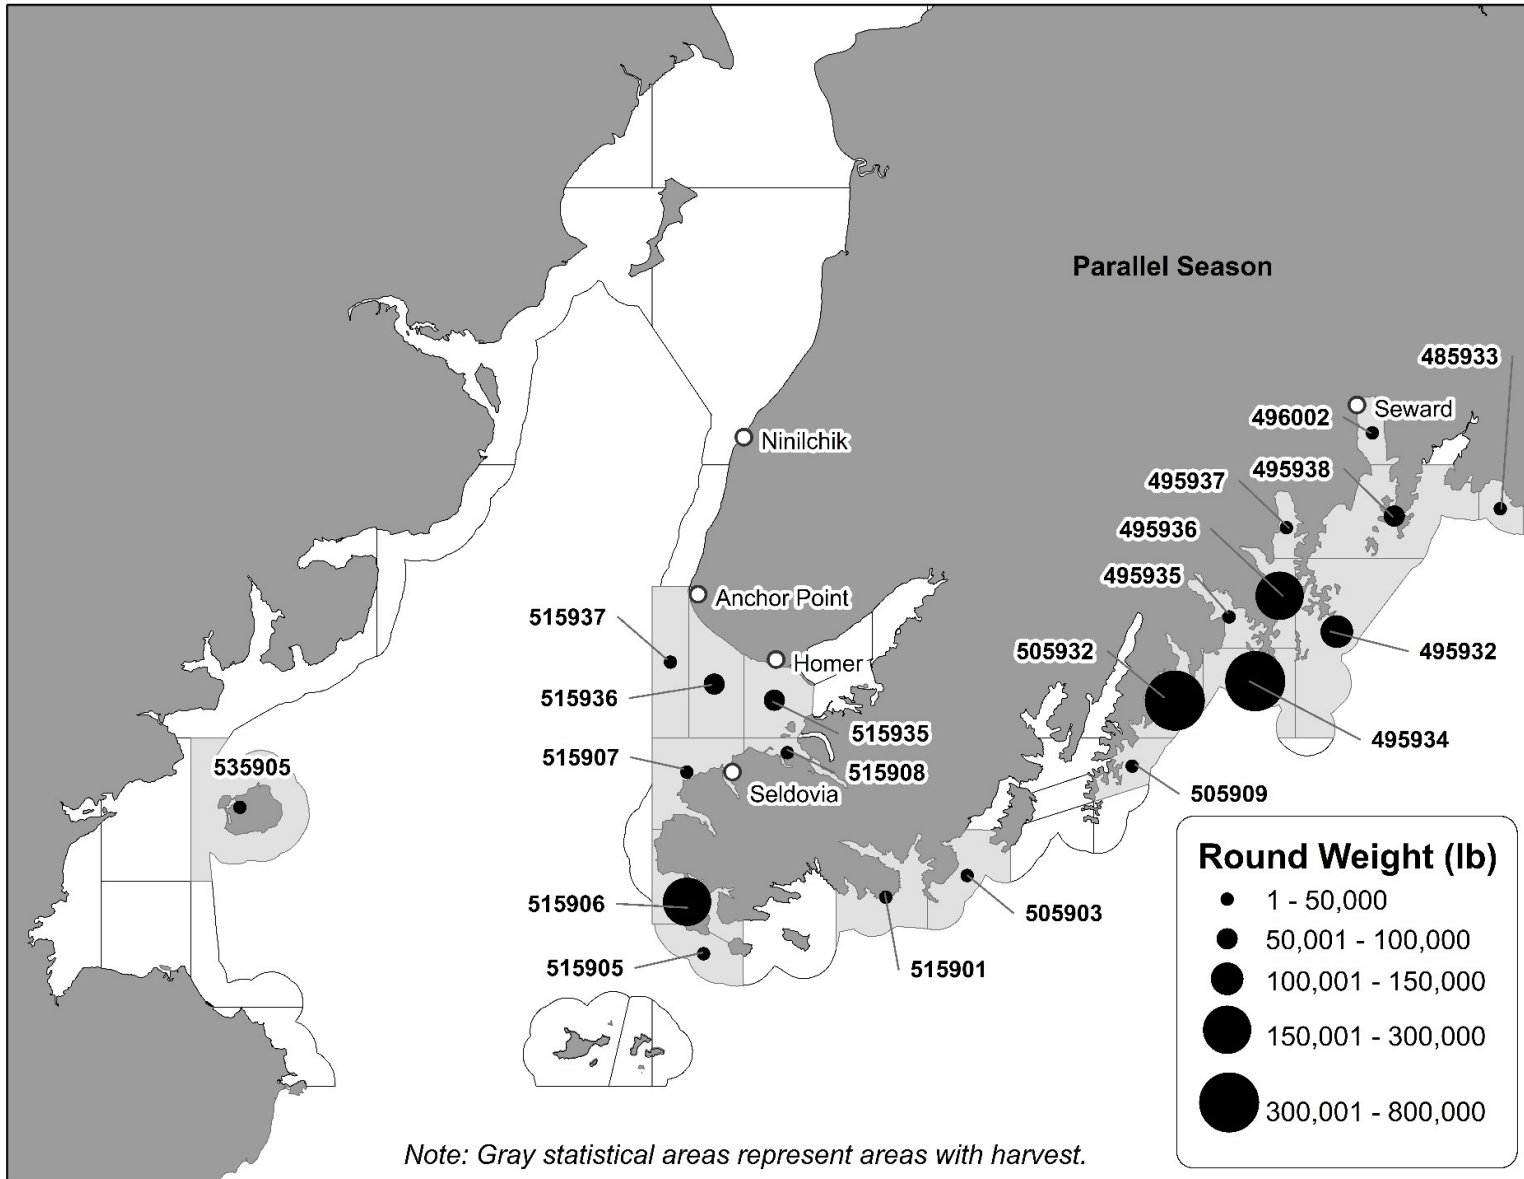 Parallel Season
485933
Seward
496002
Ninilchik
495938
495937
495936
495935
Anchor Point
515937
505932
495932
Homer
515936
515935
495934
535905
515907
515908
Seldovia
505909
515906
505903
515905
515901
Round Weight (lb)
1 - 50,000
50,001 - 100,000
100,001 - 150,000
150,001 - 300,000
300,001 - 800,000
Note: Gray statistical areas represent areas with harvest.